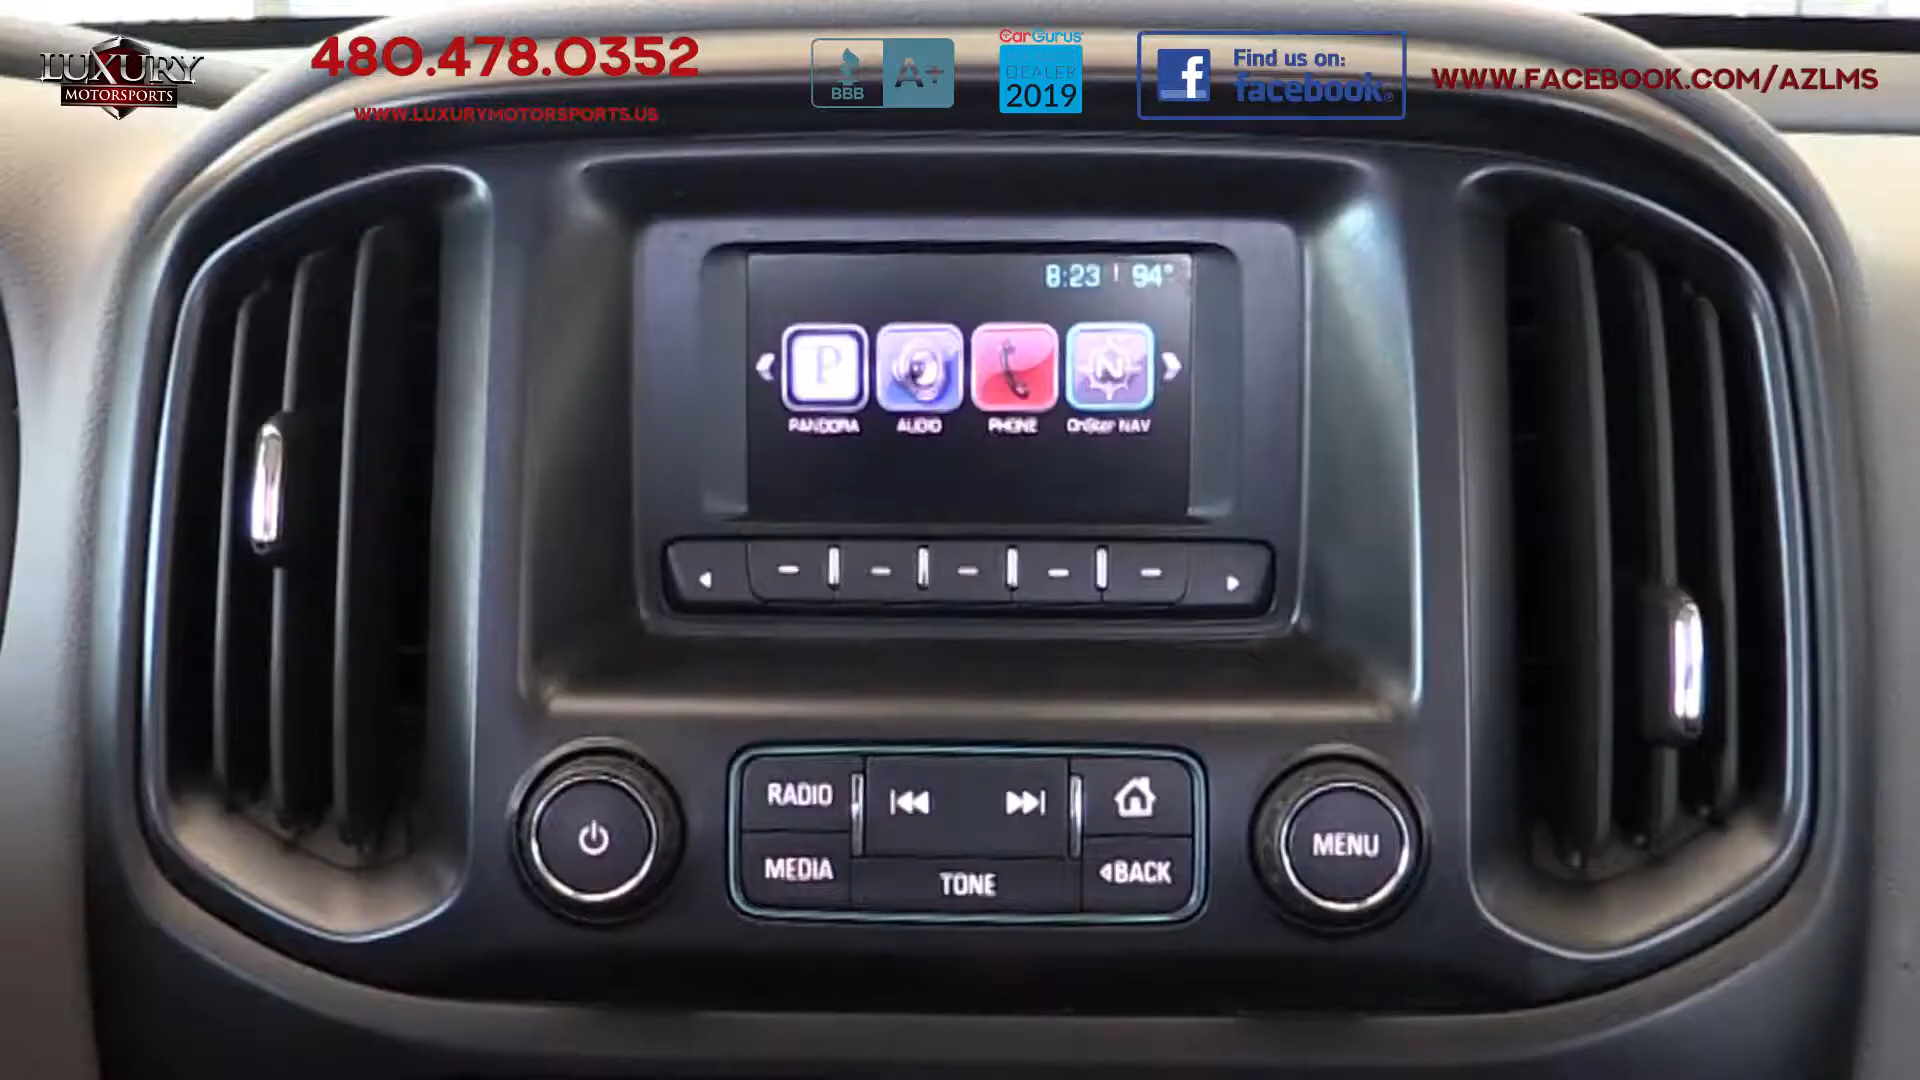 LUXURY
MOTORSPORTS
480.478.0352
WWW.LUXURYMOTORSPORTS.US
BBB
A+
CarGurus
DEALER
2019
f
Find us on:
facebook®
WWW.FACEBOOK.COM/AZLMS
8:23 | 94°
P
N
PANDORA
AUDIO
PHONE
OnStar NAV
RADIO
MEDIA
TONE
BACK
MENU